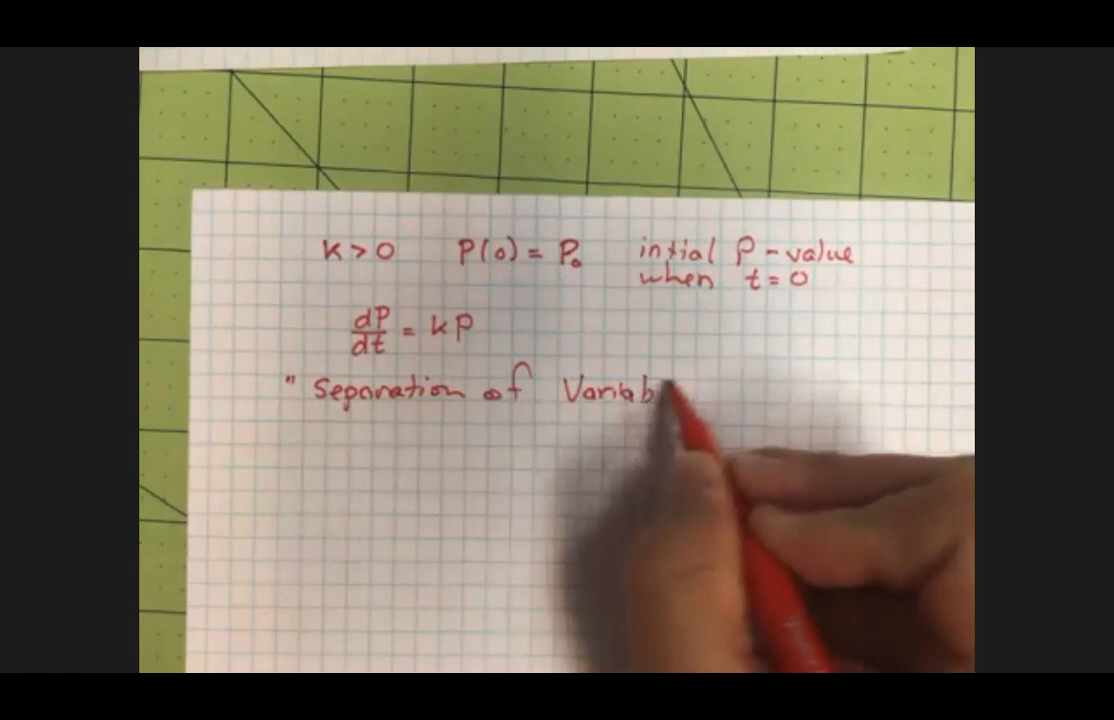 K > 0 P(0) = P₀ intial P-value
when t = 0
dP/dt = kP
" Separation of Variab